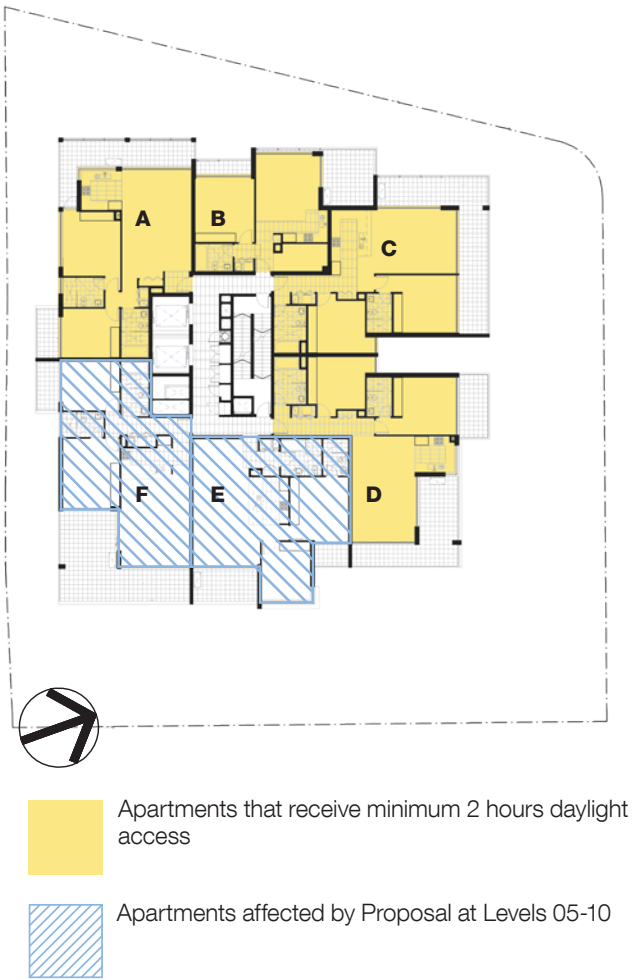 A
B
C
D
E
F
Apartments that receive minimum 2 hours daylight
access
Apartments affected by Proposal at Levels 05-10